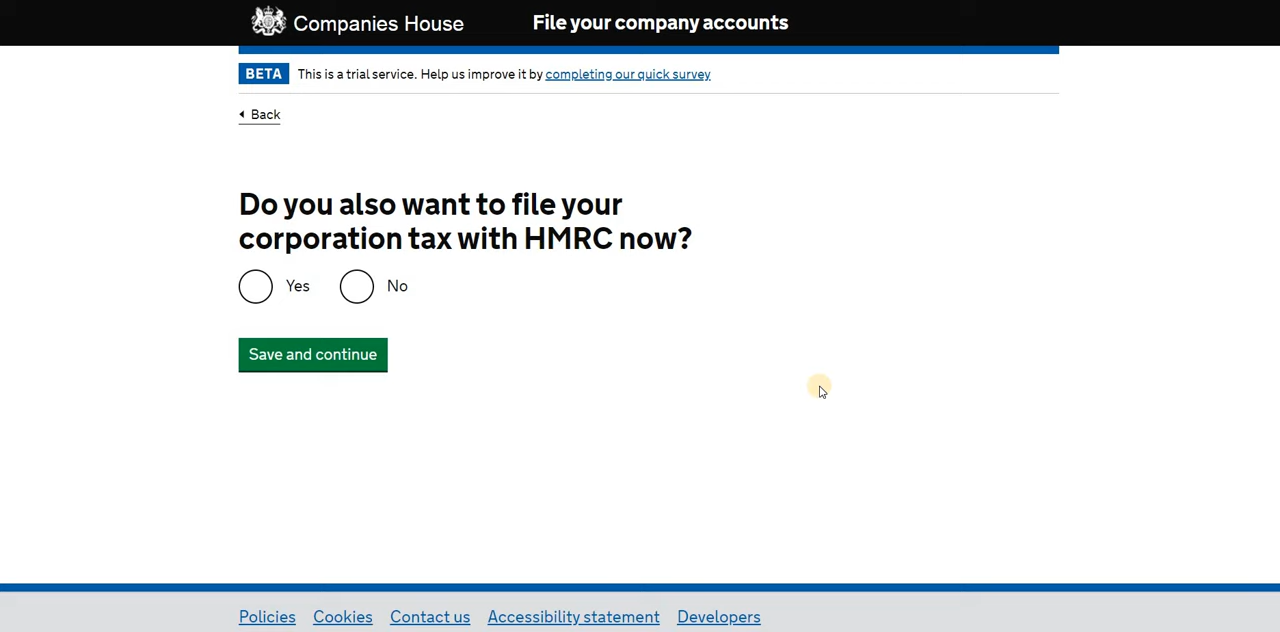 Companies House
File your company accounts
BETA This is a trial service. Help us improve it by completing our quick survey
Back
Do you also want to file your
corporation tax with HMRC now?
Yes No
Save and continue
Policies Cookies Contact us Accessibility statement Developers